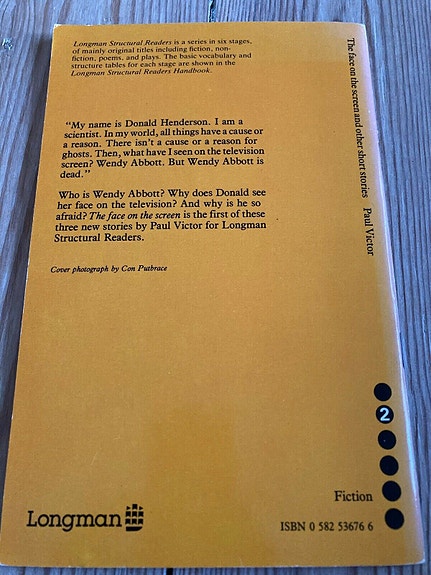 Longman Structural Readers is a series in six stages,
of mainly original titles including fiction, non-
fiction, poems, and plays. The basic vocabulary and
structure tables for each stage are shown in the
Longman Structural Readers Handbook.
"My name is Donald Henderson. I am a
scientist. In my world, all things have a cause or
a reason. There isn't a cause or a reason for
ghosts. Then, what have I seen on the television
screen? Wendy Abbott. But Wendy Abbott is
dead."
Who is Wendy Abbott? Why does Donald see
her face on the television? And why is he so
afraid? The face on the screen is the first of these
three new stories by Paul Victor for Longman
Structural Readers.
Cover photograph by Con Putbrace
The face on the screen and other short stories Paul Victor
2
Fiction
Longman
ISBN 0 582 53676 6